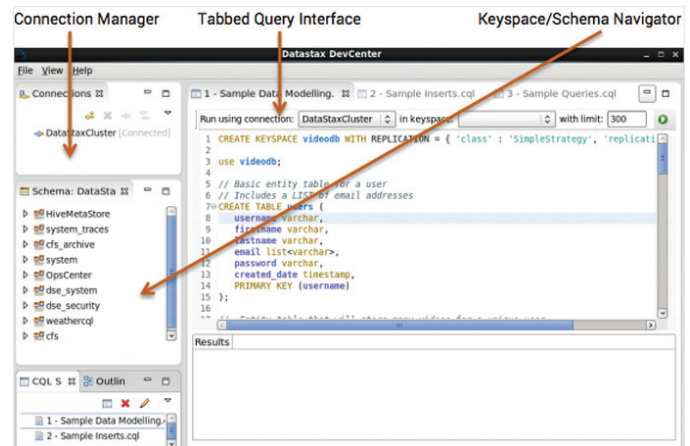 Connection Manager
Tabbed Query Interface
Keyspace/Schema Navigator
Datastax DevCenter
File View Help
Connections
DataStaxCluster [Connected]
Schema: DataSta
HiveMetaStore
system_traces
cfs_archive
system
OpsCenter
dse_system
dse_security
weathercql
cfs
CQL S
Outlin
1 - Sample Data Modelling.
2 - Sample Inserts.cql
1 - Sample Data Modelling.
2 - Sample Inserts.cql
3 - Sample Queries.cql
Run using connection: DataStaxCluster in keyspace: with limit: 300
1 CREATE KEYSPACE videodb WITH REPLICATION = { 'class' : 'SimpleStrategy', 'replicati
2
3 use videodb;
4
5 // Basic entity table for a user
6 // Includes a LIST of email addresses
7 CREATE TABLE users (
8 username varchar,
9 firstname varchar,
10 lastname varchar,
11 email list<varchar>,
12 password varchar,
13 created_date timestamp,
14 PRIMARY KEY (username)
15 );
16
Results